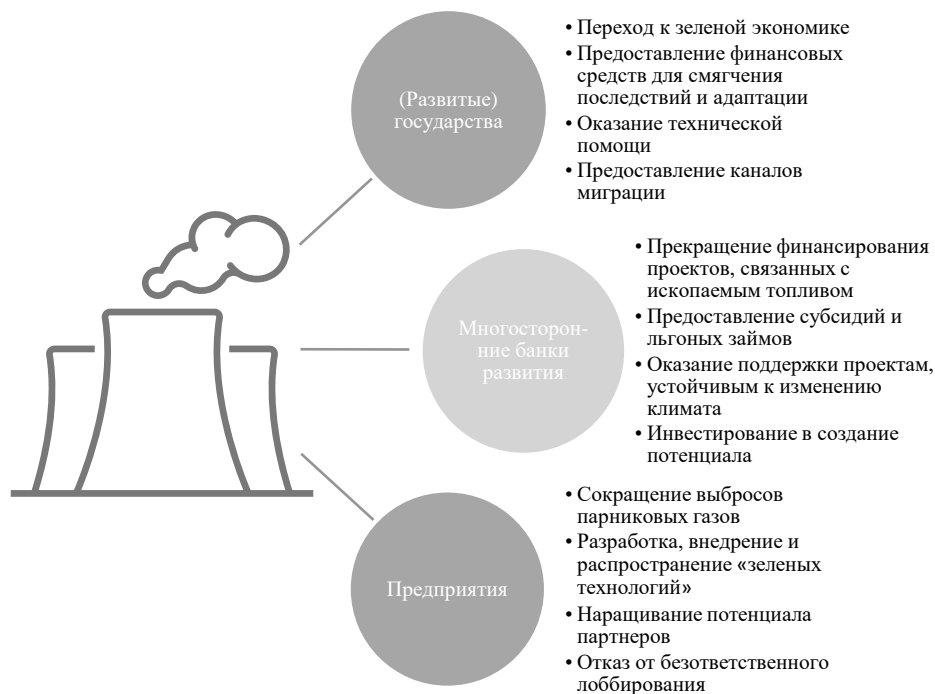 (Развитые)
государства
• Переход к зеленой экономике
• Предоставление финансовых
средств для смягчения
последствий и адаптации
• Оказание технической
помощи
• Предоставление каналов
миграции
Многосторон-
ние банки
развития
• Прекращение финансирования
проектов, связанных с
ископаемым топливом
• Предоставление субсидий и
льгоных займов
• Оказание поддержки проектам,
устойчивым к изменению
климата
• Инвестирование в создание
потенциала
Предприятия
• Сокращение выбросов
парниковых газов
• Разработка, внедрение и
распространение «зеленых
технологий»
• Наращивание потенциала
партнеров
• Отказ от безответственного
лоббирования